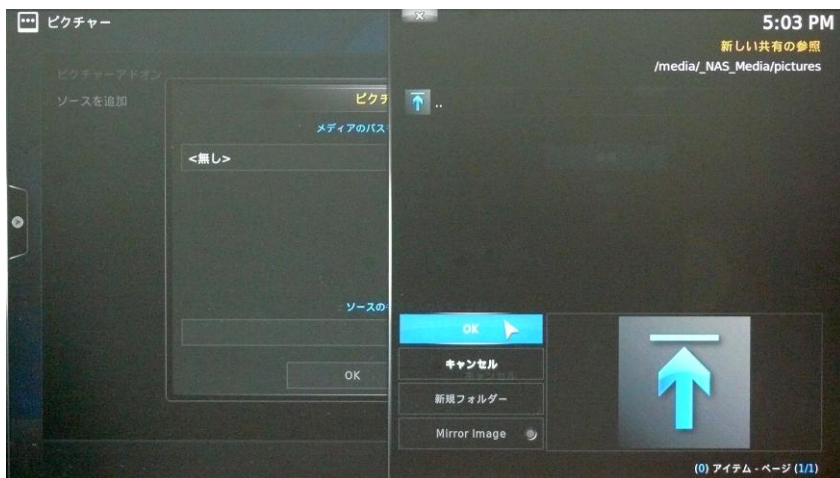 ピクチャー
5:03 PM
新しい共有の参照
/media/_NAS_Media/pictures
ピクチャーアドオン
ソースを追加
ピクチ
メディアのパス
<無し>
..
ソースの
OK
OK
キャンセル
新規フォルダー
Mirror Image
(0) アイテム - ページ (1/1)